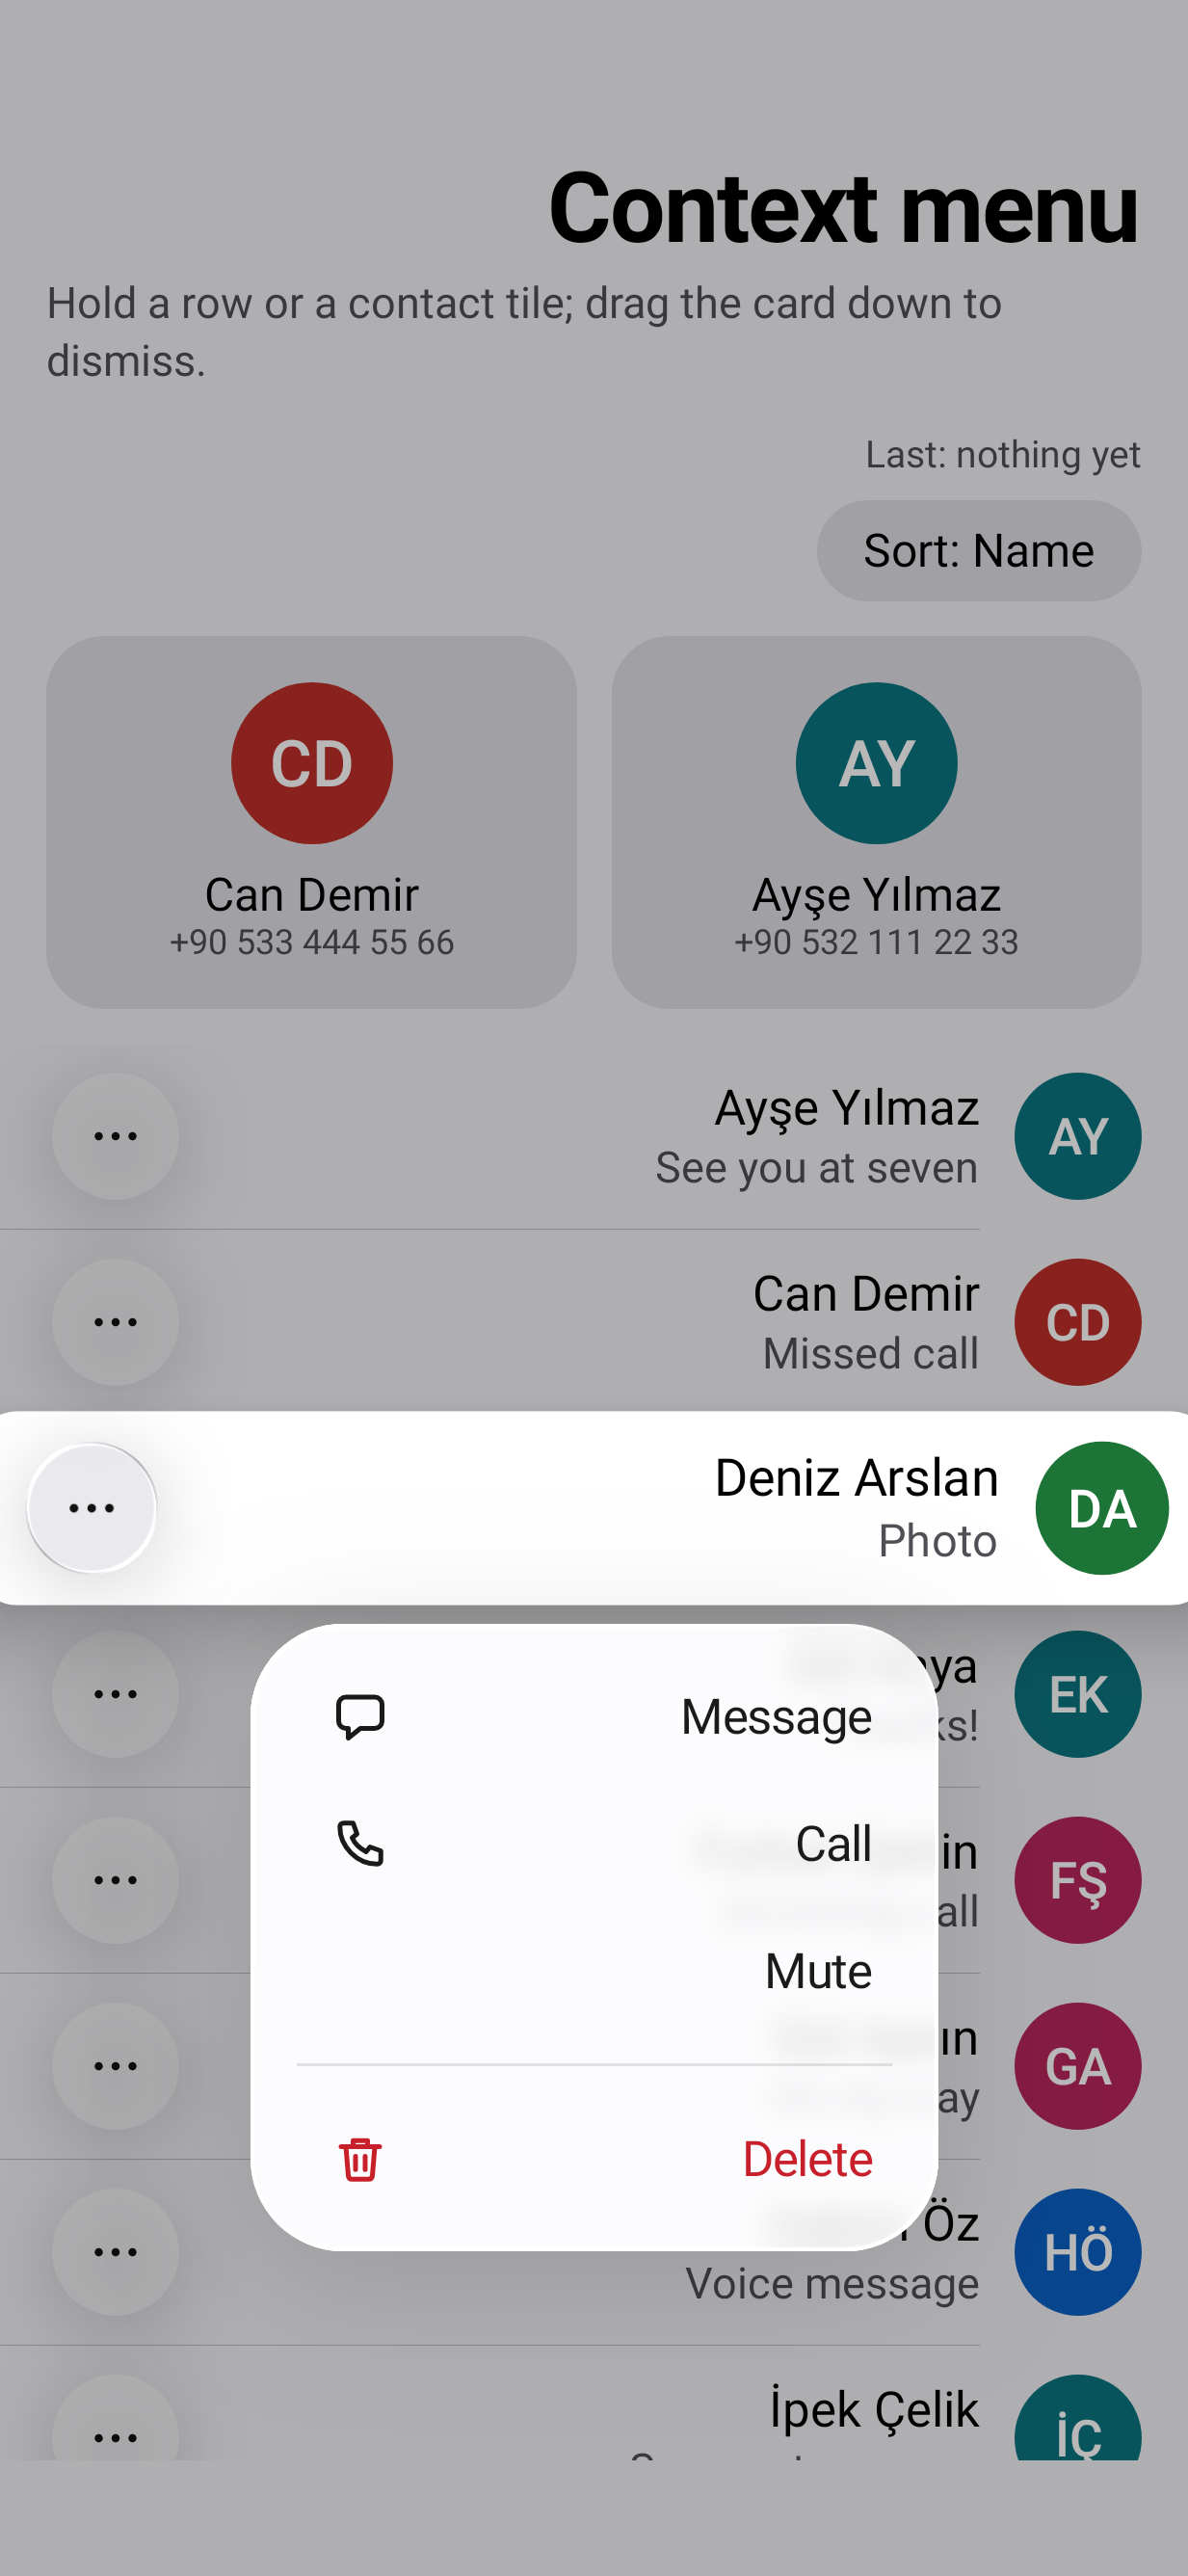 Context menu
Hold a row or a contact tile; drag the card down to
dismiss.
Last: nothing yet
Sort: Name
CD
Can Demir
+90 533 444 55 66
AY
Ayşe Yılmaz
+90 532 111 22 33
Ayşe Yılmaz
See you at seven
AY
Can Demir
Missed call
CD
Deniz Arslan
Photo
DA
EK
Message
Call
FŞ
Mute
GA
Delete
Öz
HÖ
Voice message
İpek Çelik
İÇ